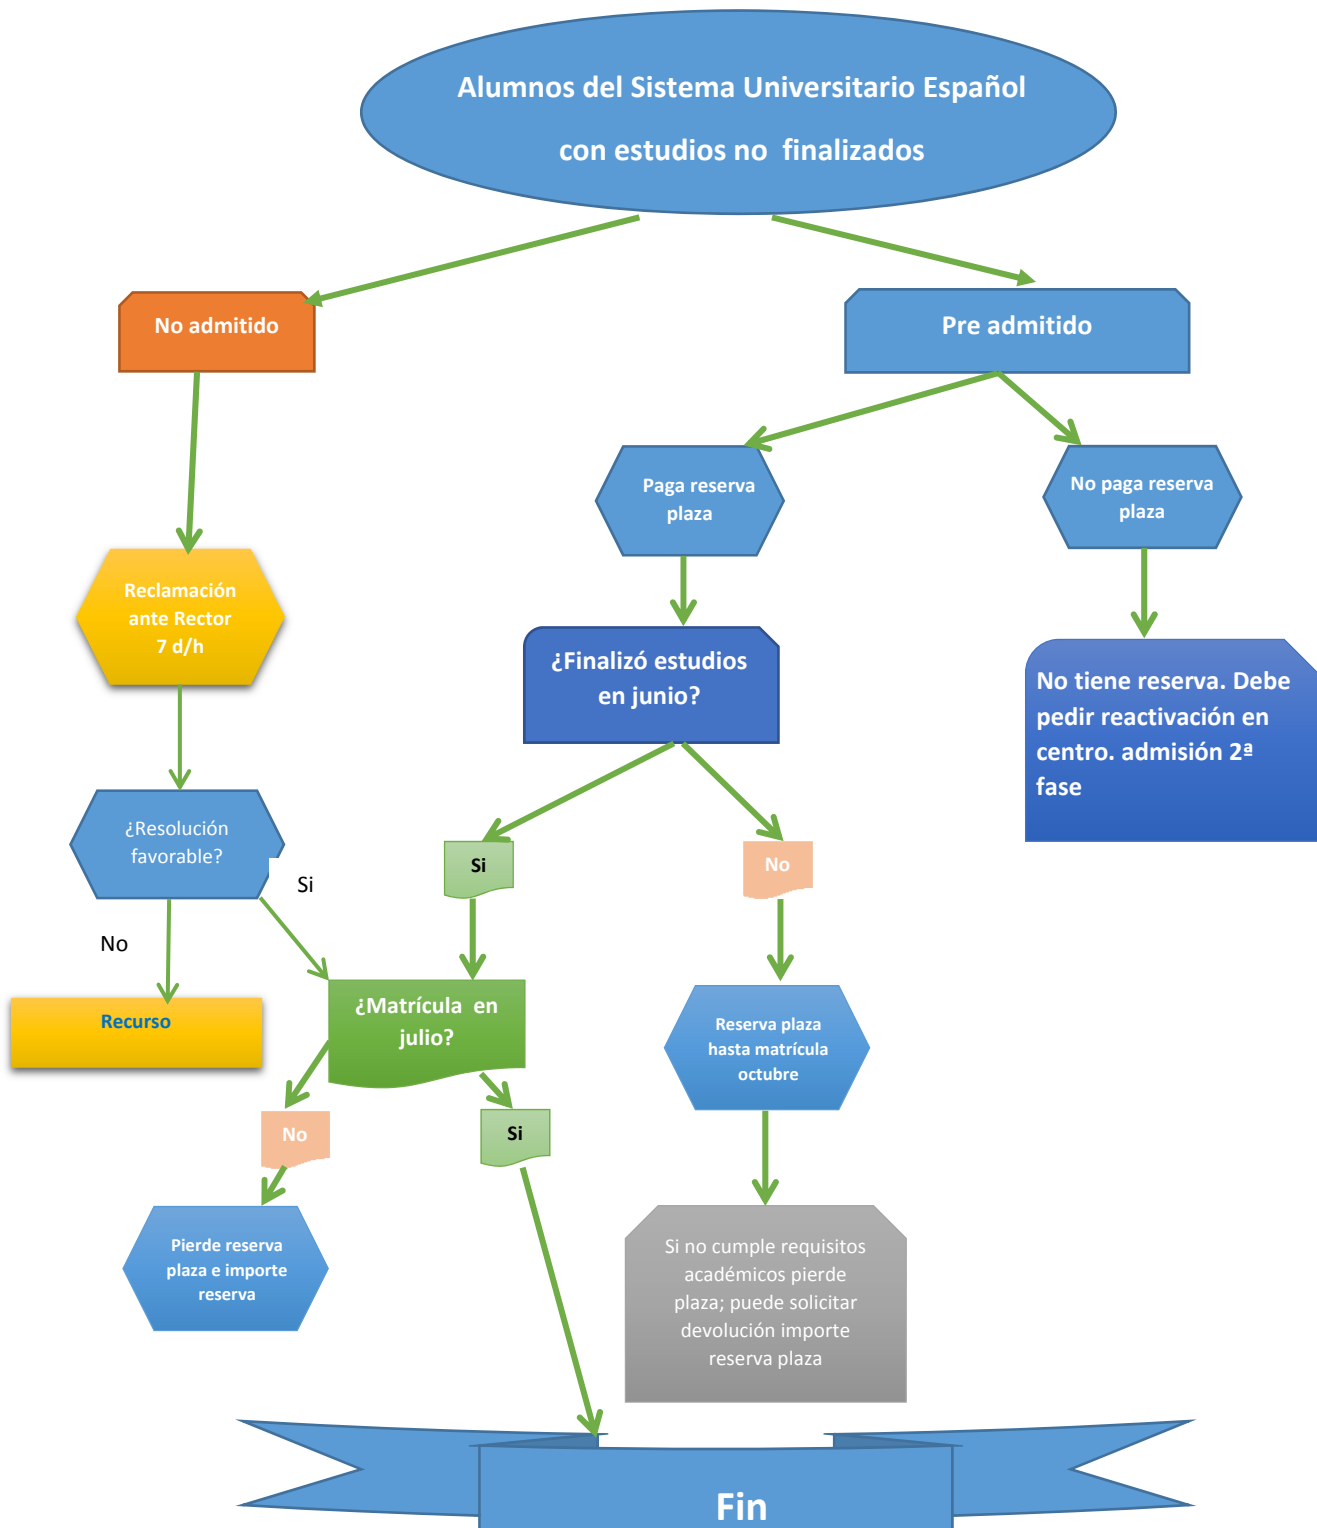 Alumnos del Sistema Universitario Español
con estudios no finalizados
No admitido
Pre admitido
Paga reserva
plaza
No paga reserva
plaza
Reclamación
ante Rector
7 d/h
¿Finalizó estudios
en junio?
No tiene reserva. Debe
pedir reactivación en
centro. admisión 2ª
fase
¿Resolución
favorable?
Si
No
Si
No
Recurso
¿Matrícula en
julio?
Reserva plaza
hasta matrícula
octubre
No
Si
Pierde reserva
plaza e importe
reserva
Si no cumple requisitos
académicos pierde
plaza; puede solicitar
devolución importe
reserva plaza
Fin